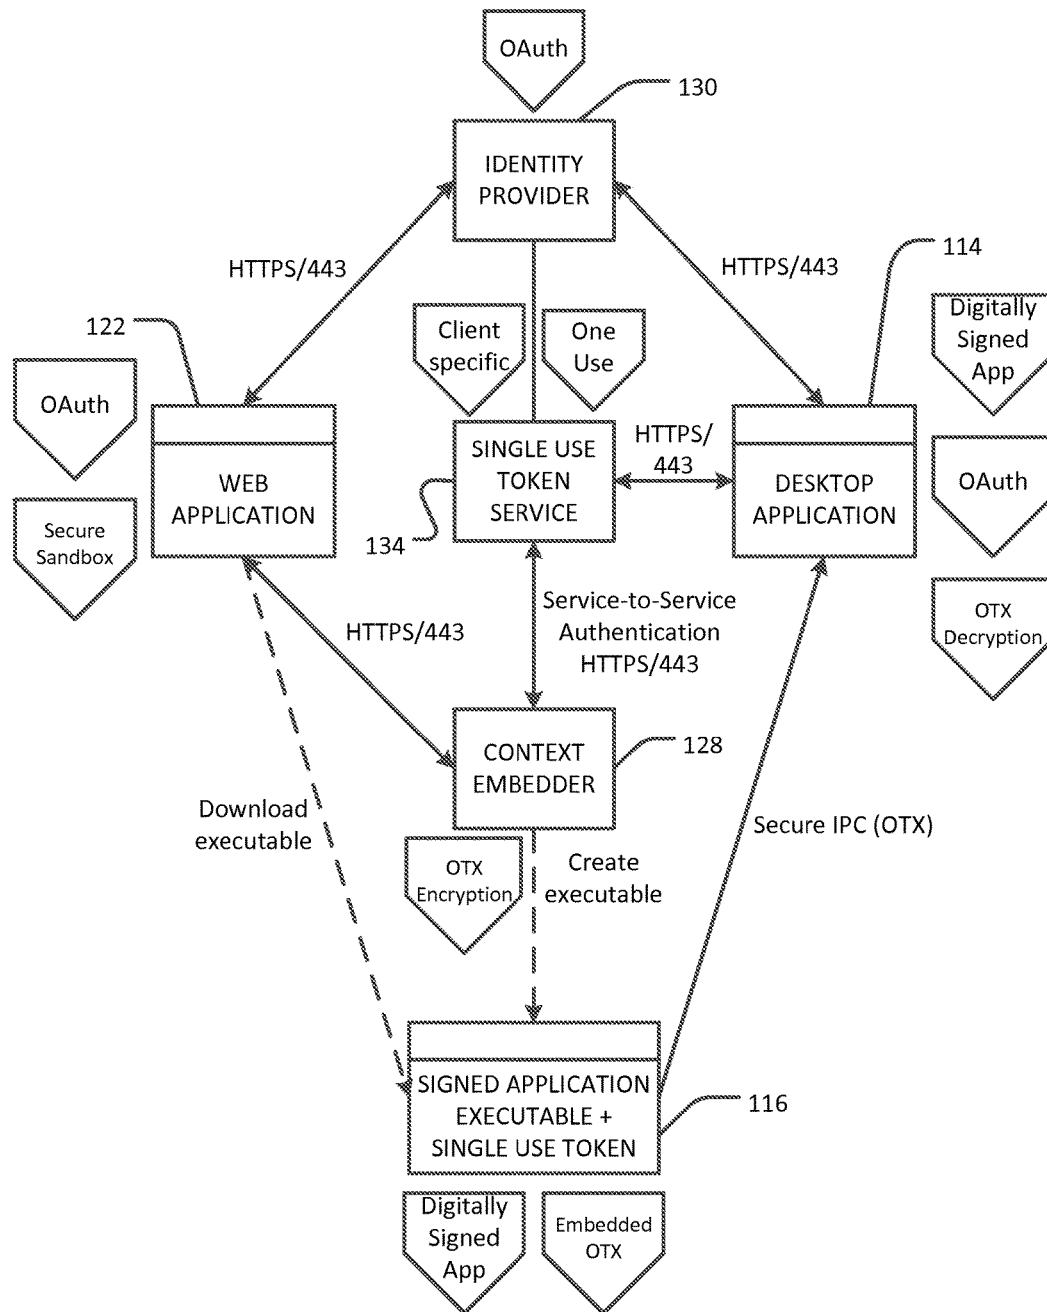 OAuth
130
IDENTITY
PROVIDER
HTTPS/443
HTTPS/443
114
122
Client
specific
One
Use
Digitally
Signed
App
OAuth
WEB
APPLICATION
SINGLE USE
TOKEN
SERVICE
HTTPS/
443
DESKTOP
APPLICATION
OAuth
Secure
Sandbox
134
HTTPS/443
Service-to-Service
Authentication
HTTPS/443
OTX
Decryption
CONTEXT
EMBEDDER
128
Download
executable
Secure IPC (OTX)
OTX
Encryption
Create
executable
SIGNED APPLICATION
EXECUTABLE +
SINGLE USE TOKEN
116
Digitally
Signed
App
Embedded
OTX